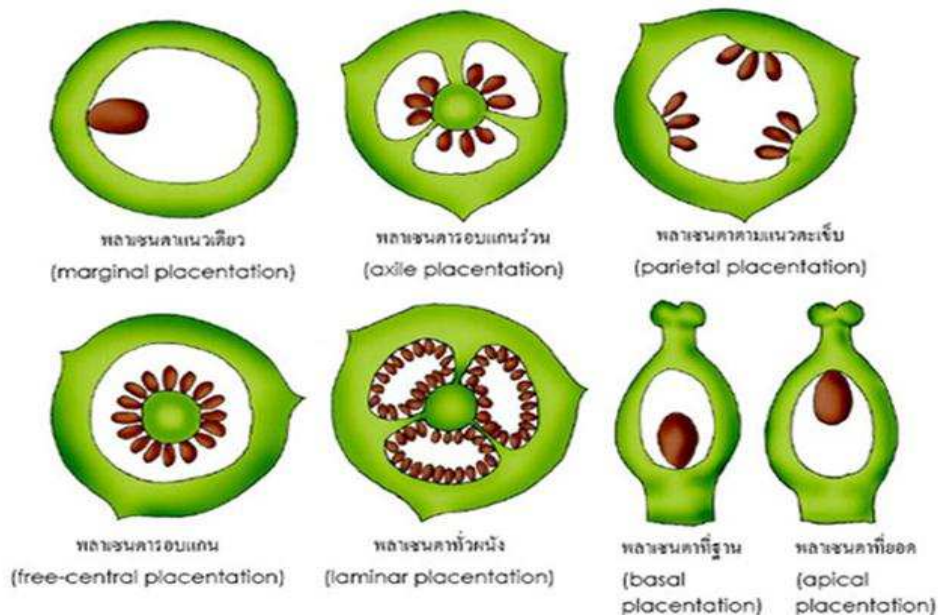 พลาเซนตาแนวเดียว
(marginal placentation)
พลาเซนตารอบแกนร่วม
(axile placentation)
พลาเซนตาตามแนวตะเข็บ
(parietal placentation)
พลาเซนตารอบแกน
(free-central placentation)
พลาเซนตาทั่วผนัง
(laminar placentation)
พลาเซนตาที่ฐาน
(basal
placentation)
พลาเซนตาที่ยอด
(apical
placentation)